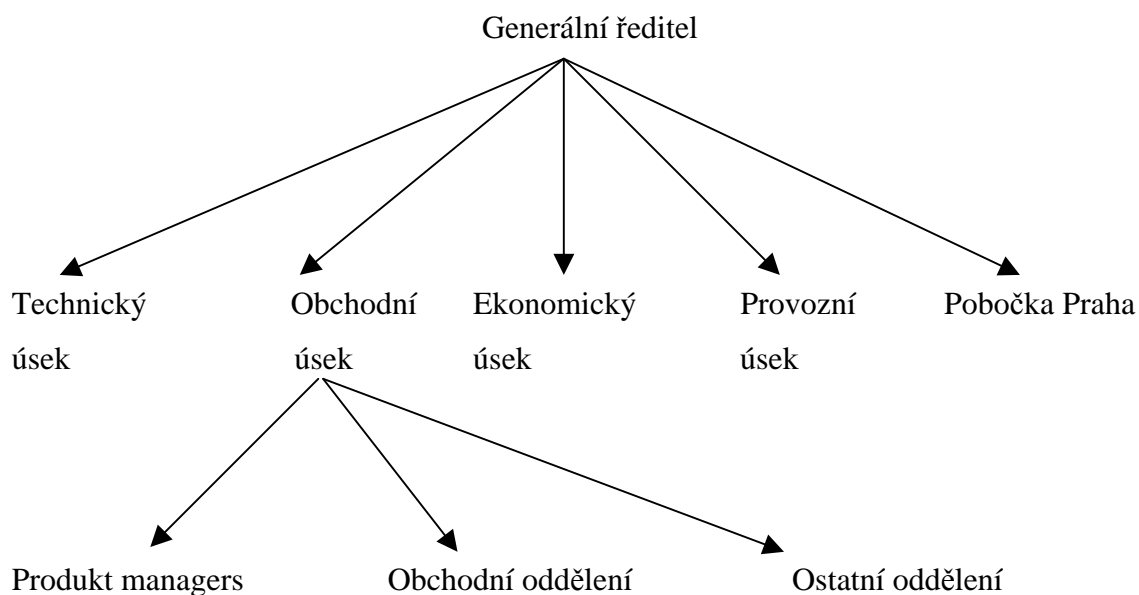 Generální ředitel
Technický Obchodní Ekonomický Provozní Pobočka Praha
úsek úsek úsek úsek
Produkt managers Obchodní oddělení Ostatní oddělení